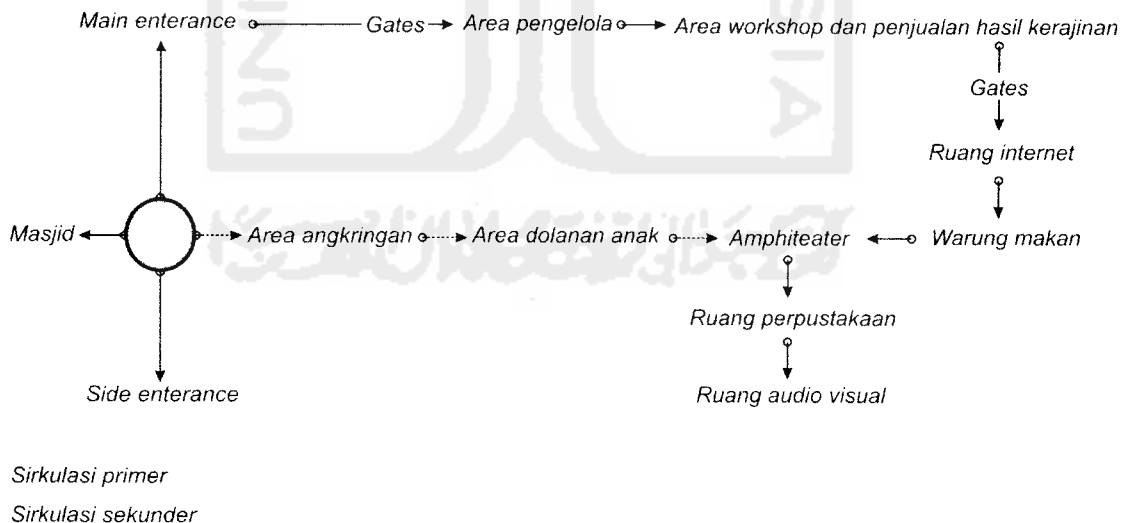 Main enterance Gates Area pengelola Area workshop dan penjualan hasil kerajinan
Gates
Ruang internet
Masjid Area angkringan Area dolanan anak Amphiteater Warung makan
Ruang perpustakaan
Side enterance Ruang audio visual
Sirkulasi primer
Sirkulasi sekunder